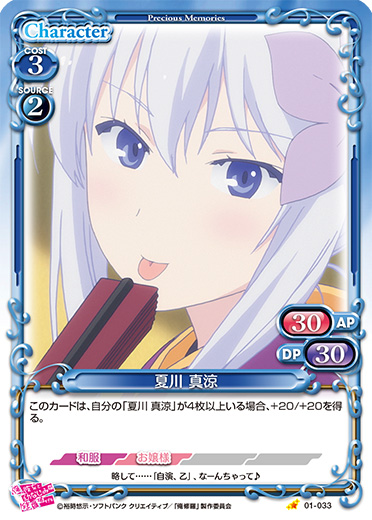 Precious Memories
Character
COST
3
SOURCE
2
30 AP
DP 30
夏川 真涼
このカードは、自分の「夏川 真涼」が4枚以上いる場合、+20/+20を得
る。
和服 お嬢様
略して……「自演、乙」、なーんちゃって♪
©裕時悠示・ソフトバンク クリエイティブ/「俺修羅」製作委員会
01-033